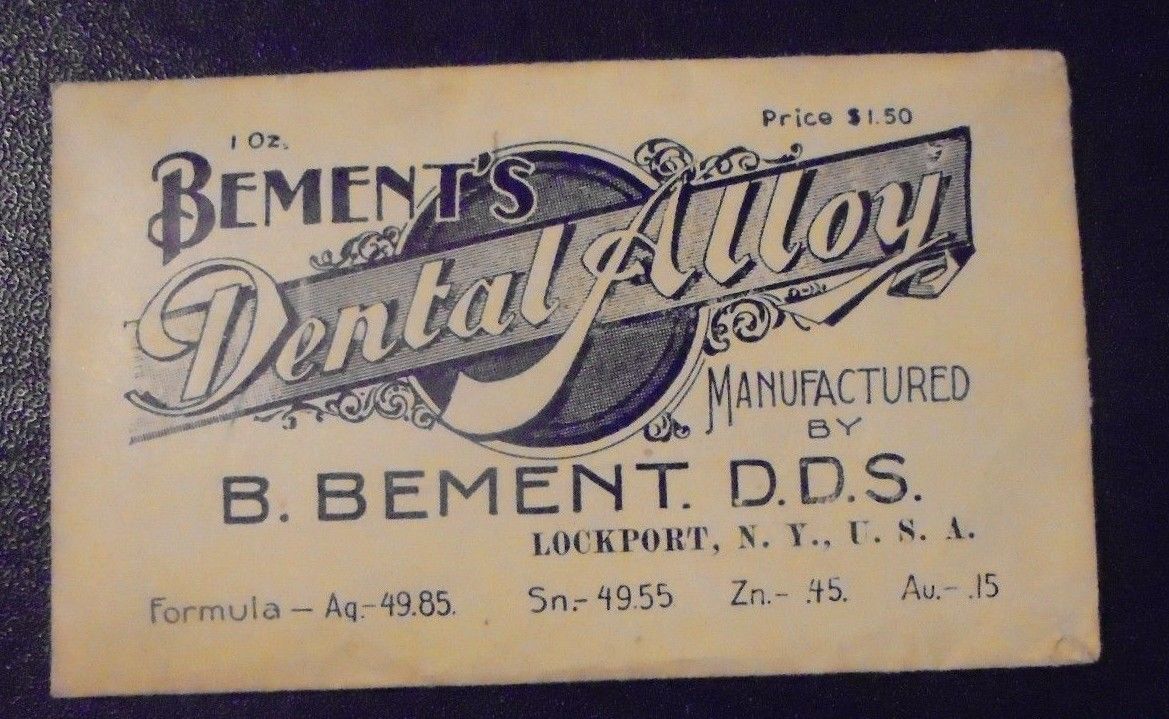 1 Oz.
Price $1.50
BEMENT'S
Dental Alloy
MANUFACTURED
BY
B. BEMENT. D.D.S.
LOCKPORT, N. Y., U. S. A.
Formula — Ag.-49.85. Sn.- 49.55 Zn.- .45. Au.- .15